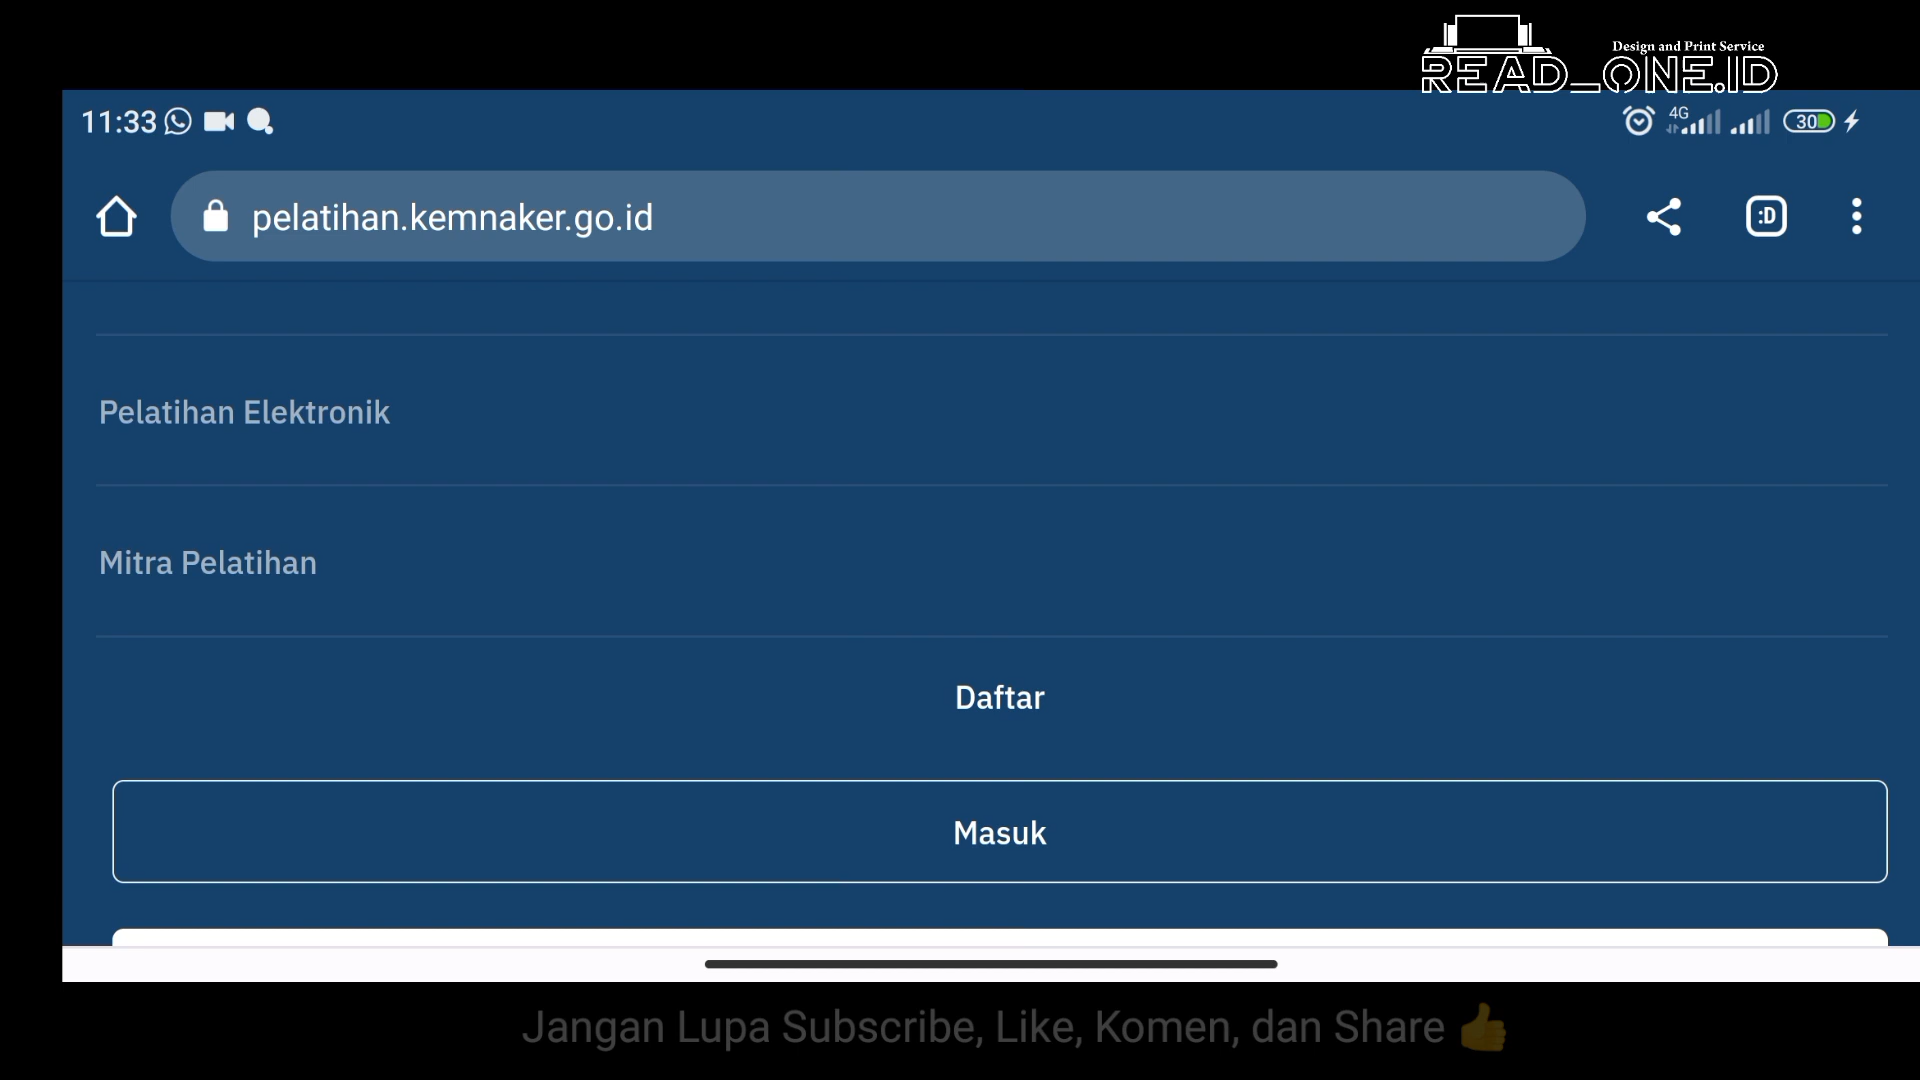 Design and Print Service
READ_ONE.ID
11:33
4G
30
pelatihan.kemnaker.go.id
:D
Pelatihan Elektronik
Mitra Pelatihan
Daftar
Masuk
Jangan Lupa Subscribe, Like, Komen, dan Share 👍